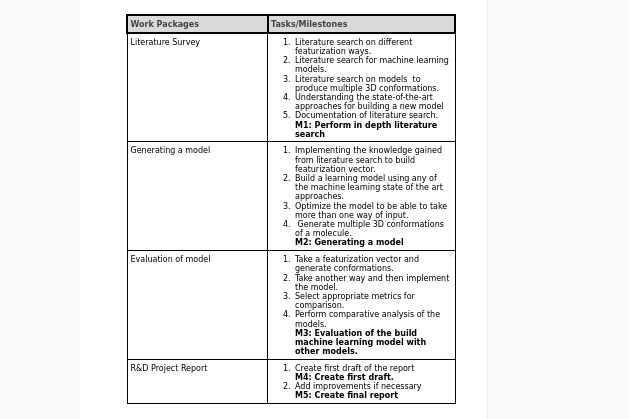 Work Packages
Tasks/Milestones
Literature Survey
1. Literature search on different
featurization ways.
2. Literature search for machine learning
models.
3. Literature search on models to
produce multiple 3D conformations.
4. Understanding the state-of-the-art
approaches for building a new model
5. Documentation of literature search.
M1: Perform in depth literature
search
Generating a model
1. Implementing the knowledge gained
from literature search to build
featurization vector.
2. Build a learning model using any of
the machine learning state of the art
approaches.
3. Optimize the model to be able to take
more than one way of input.
4. Generate multiple 3D conformations
of a molecule.
M2: Generating a model
Evaluation of model
1. Take a featurization vector and
generate conformations.
2. Take another way and then implement
the model.
3. Select appropriate metrics for
comparison.
4. Perform comparative analysis of the
models.
M3: Evaluation of the build
machine learning model with
other models.
R&D Project Report
1. Create first draft of the report
M4: Create first draft.
2. Add improvements if necessary
M5: Create final report